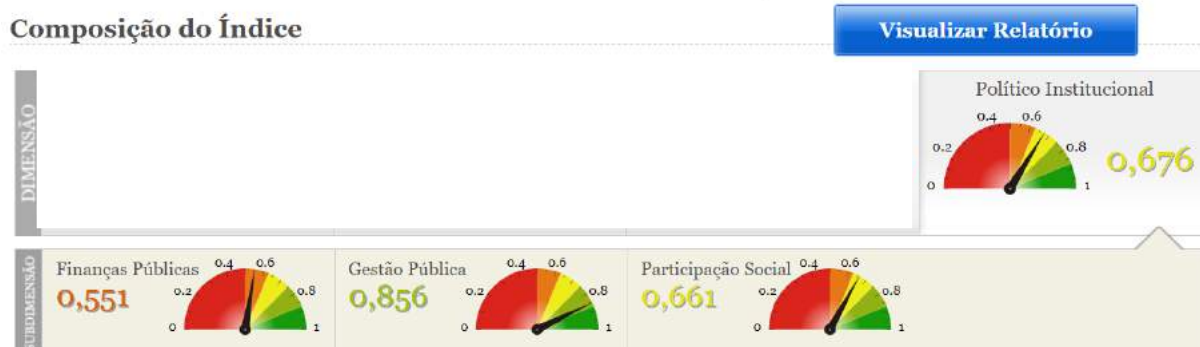 Composição do Índice
Visualizar Relatório
DIMENSÃO
Político Institucional
0 0.2 0.4 0.6 0.8 1
0,676
SUBDIMENSÃO
Finanças Públicas
0,551
0 0.2 0.4 0.6 0.8 1
Gestão Pública
0,856
0 0.2 0.4 0.6 0.8 1
Participação Social
0,661
0 0.2 0.4 0.6 0.8 1